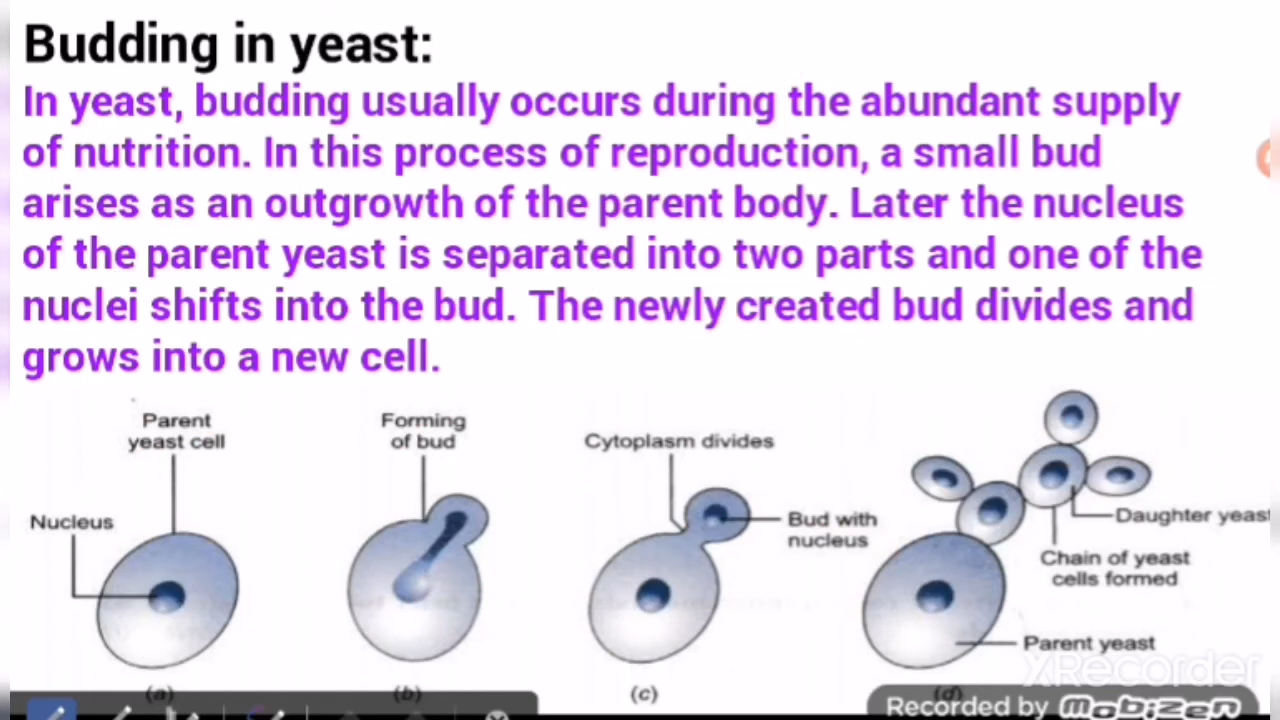 Budding in yeast:
In yeast, budding usually occurs during the abundant supply
of nutrition. In this process of reproduction, a small bud
arises as an outgrowth of the parent body. Later the nucleus
of the parent yeast is separated into two parts and one of the
nuclei shifts into the bud. The newly created bud divides and
grows into a new cell.
Parent
yeast cell
Nucleus
(a)
Forming
of bud
(b)
Cytoplasm divides
Bud with
nucleus
(c)
Daughter yeast
Chain of yeast
cells formed
Parent yeast
(d)
XRecorder
Recorded by mobizen